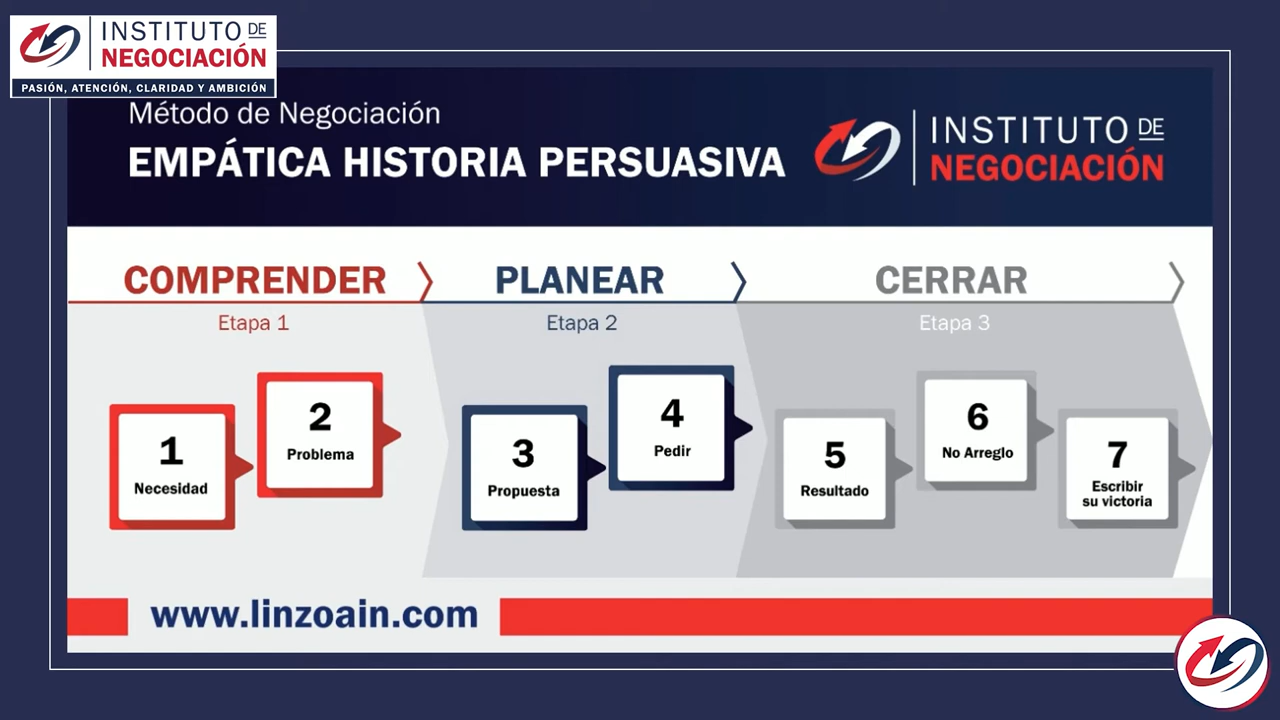 INSTITUTO DE
NEGOCIACIÓN
PASIÓN, ATENCIÓN, CLARIDAD Y AMBICIÓN
Método de Negociación
EMPÁTICA HISTORIA PERSUASIVA
INSTITUTO DE
NEGOCIACIÓN
COMPRENDER
PLANEAR
CERRAR
Etapa 1
Etapa 2
Etapa 3
1
Necesidad
2
Problema
3
Propuesta
4
Pedir
5
Resultado
6
No Arreglo
7
Escribir
su victoria
www.linzoain.com